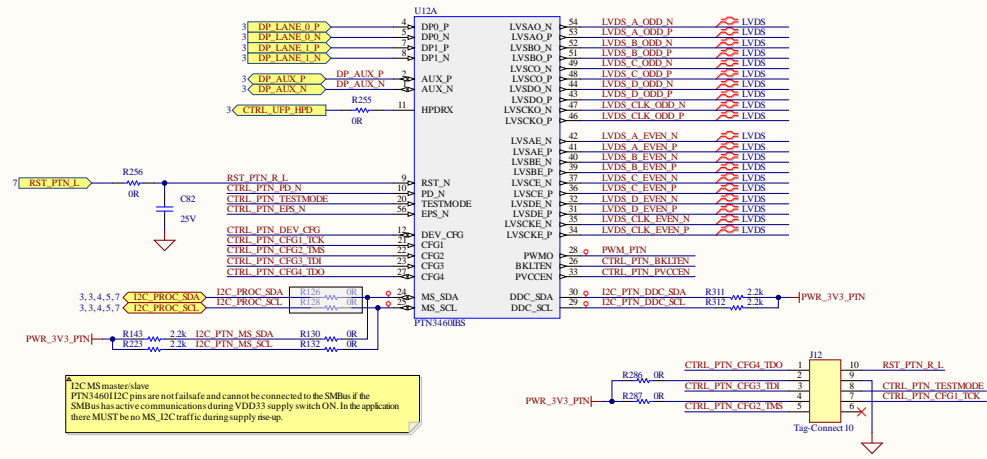 U12A
3 DP_LANE_0_P 4 DP0_P LVSAO_N 54 LVDS_A_ODD_N LVDS
3 DP_LANE_0_N 5 DP0_N LVSAO_P 53 LVDS_A_ODD_P LVDS
3 DP_LANE_1_P 7 DP1_P LVSBO_N 52 LVDS_B_ODD_N LVDS
3 DP_LANE_1_N 8 DP1_N LVSBO_P 51 LVDS_B_ODD_P LVDS
LVSCO_N 49 LVDS_C_ODD_N LVDS
3 DP_AUX_P DP_AUX_P 2 AUX_P LVSCO_P 48 LVDS_C_ODD_P LVDS
3 DP_AUX_N DP_AUX_N 1 AUX_N LVSDO_N 44 LVDS_D_ODD_N LVDS
LVSDO_P 43 LVDS_D_ODD_P LVDS
3 CTRL_UFP_HPD R255 0R 11 HPDRX LVSCKO_N 47 LVDS_CLK_ODD_N LVDS
LVSCKO_P 46 LVDS_CLK_ODD_P LVDS
LVSAE_N 42 LVDS_A_EVEN_N LVDS
LVSAE_P 41 LVDS_A_EVEN_P LVDS
LVSBE_N 40 LVDS_B_EVEN_N LVDS
LVSBE_P 39 LVDS_B_EVEN_P LVDS
7 RST_PTN_L R256 0R RST_PTN_R_L 9 RST_N LVSCE_N 37 LVDS_C_EVEN_N LVDS
CTRL_PTN_PD_N 10 PD_N LVSCE_P 36 LVDS_C_EVEN_P LVDS
C82 25V CTRL_PTN_TESTMODE 20 TESTMODE LVSDE_N 32 LVDS_D_EVEN_N LVDS
CTRL_PTN_EPS_N 56 EPS_N LVSDE_P 31 LVDS_D_EVEN_P LVDS
LVSCKE_N 35 LVDS_CLK_EVEN_N LVDS
CTRL_PTN_DEV_CFG 12 DEV_CFG LVSCKE_P 34 LVDS_CLK_EVEN_P LVDS
CTRL_PTN_CFG1_TCK 21 CFG1
CTRL_PTN_CFG2_TMS 22 CFG2 PWMO 28 PWM_PTN
CTRL_PTN_CFG3_TDI 23 CFG3 BKLTEN 26 CTRL_PTN_BKLTEN
CTRL_PTN_CFG4_TDO 27 CFG4 PVCCEN 33 CTRL_PTN_PVCCEN
3,3,4,5,7 I2C_PROC_SDA I2C_PROC_SDA R126 0R 24 MS_SDA DDC_SDA 30 I2C_PTN_DDC_SDA R311 2.2k PWR_3V3_PTN
3,3,4,5,7 I2C_PROC_SCL I2C_PROC_SCL R128 0R 25 MS_SCL DDC_SCL 29 I2C_PTN_DDC_SCL R312 2.2k
PTN3460IBS
PWR_3V3_PTN R143 2.2k I2C_PTN_MS_SDA R130 0R
R223 2.2k I2C_PTN_MS_SCL R132 0R
I2C MS master/slave
PTN3460I I2C pins are not failsafe and cannot be connected to the SMBus if the
SMBus has active communications during VDD33 supply switch ON. In the application
there MUST be no MS_I2C traffic during supply rise-up.
J12
CTRL_PTN_CFG4_TDO 1 10 RST_PTN_R_L
R286 0R 2 9
CTRL_PTN_CFG3_TDI 3 8 CTRL_PTN_TESTMODE
PWR_3V3_PTN R287 0R 4 7 CTRL_PTN_CFG1_TCK
CTRL_PTN_CFG2_TMS 5 6
Tag-Connect 10